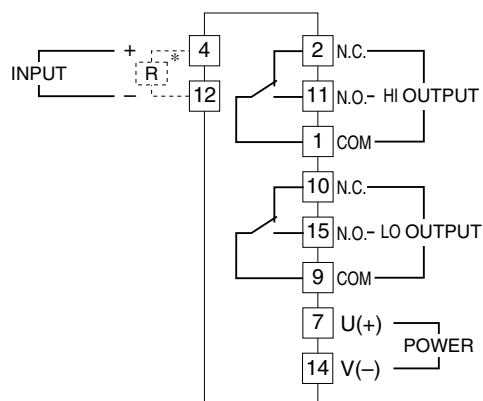 INPUT
+
R
*
–
4
12
2 N.C.
11 N.O. HI OUTPUT
1 COM
10 N.C.
15 N.O. LO OUTPUT
9 COM
7 U(+)
POWER
14 V(–)